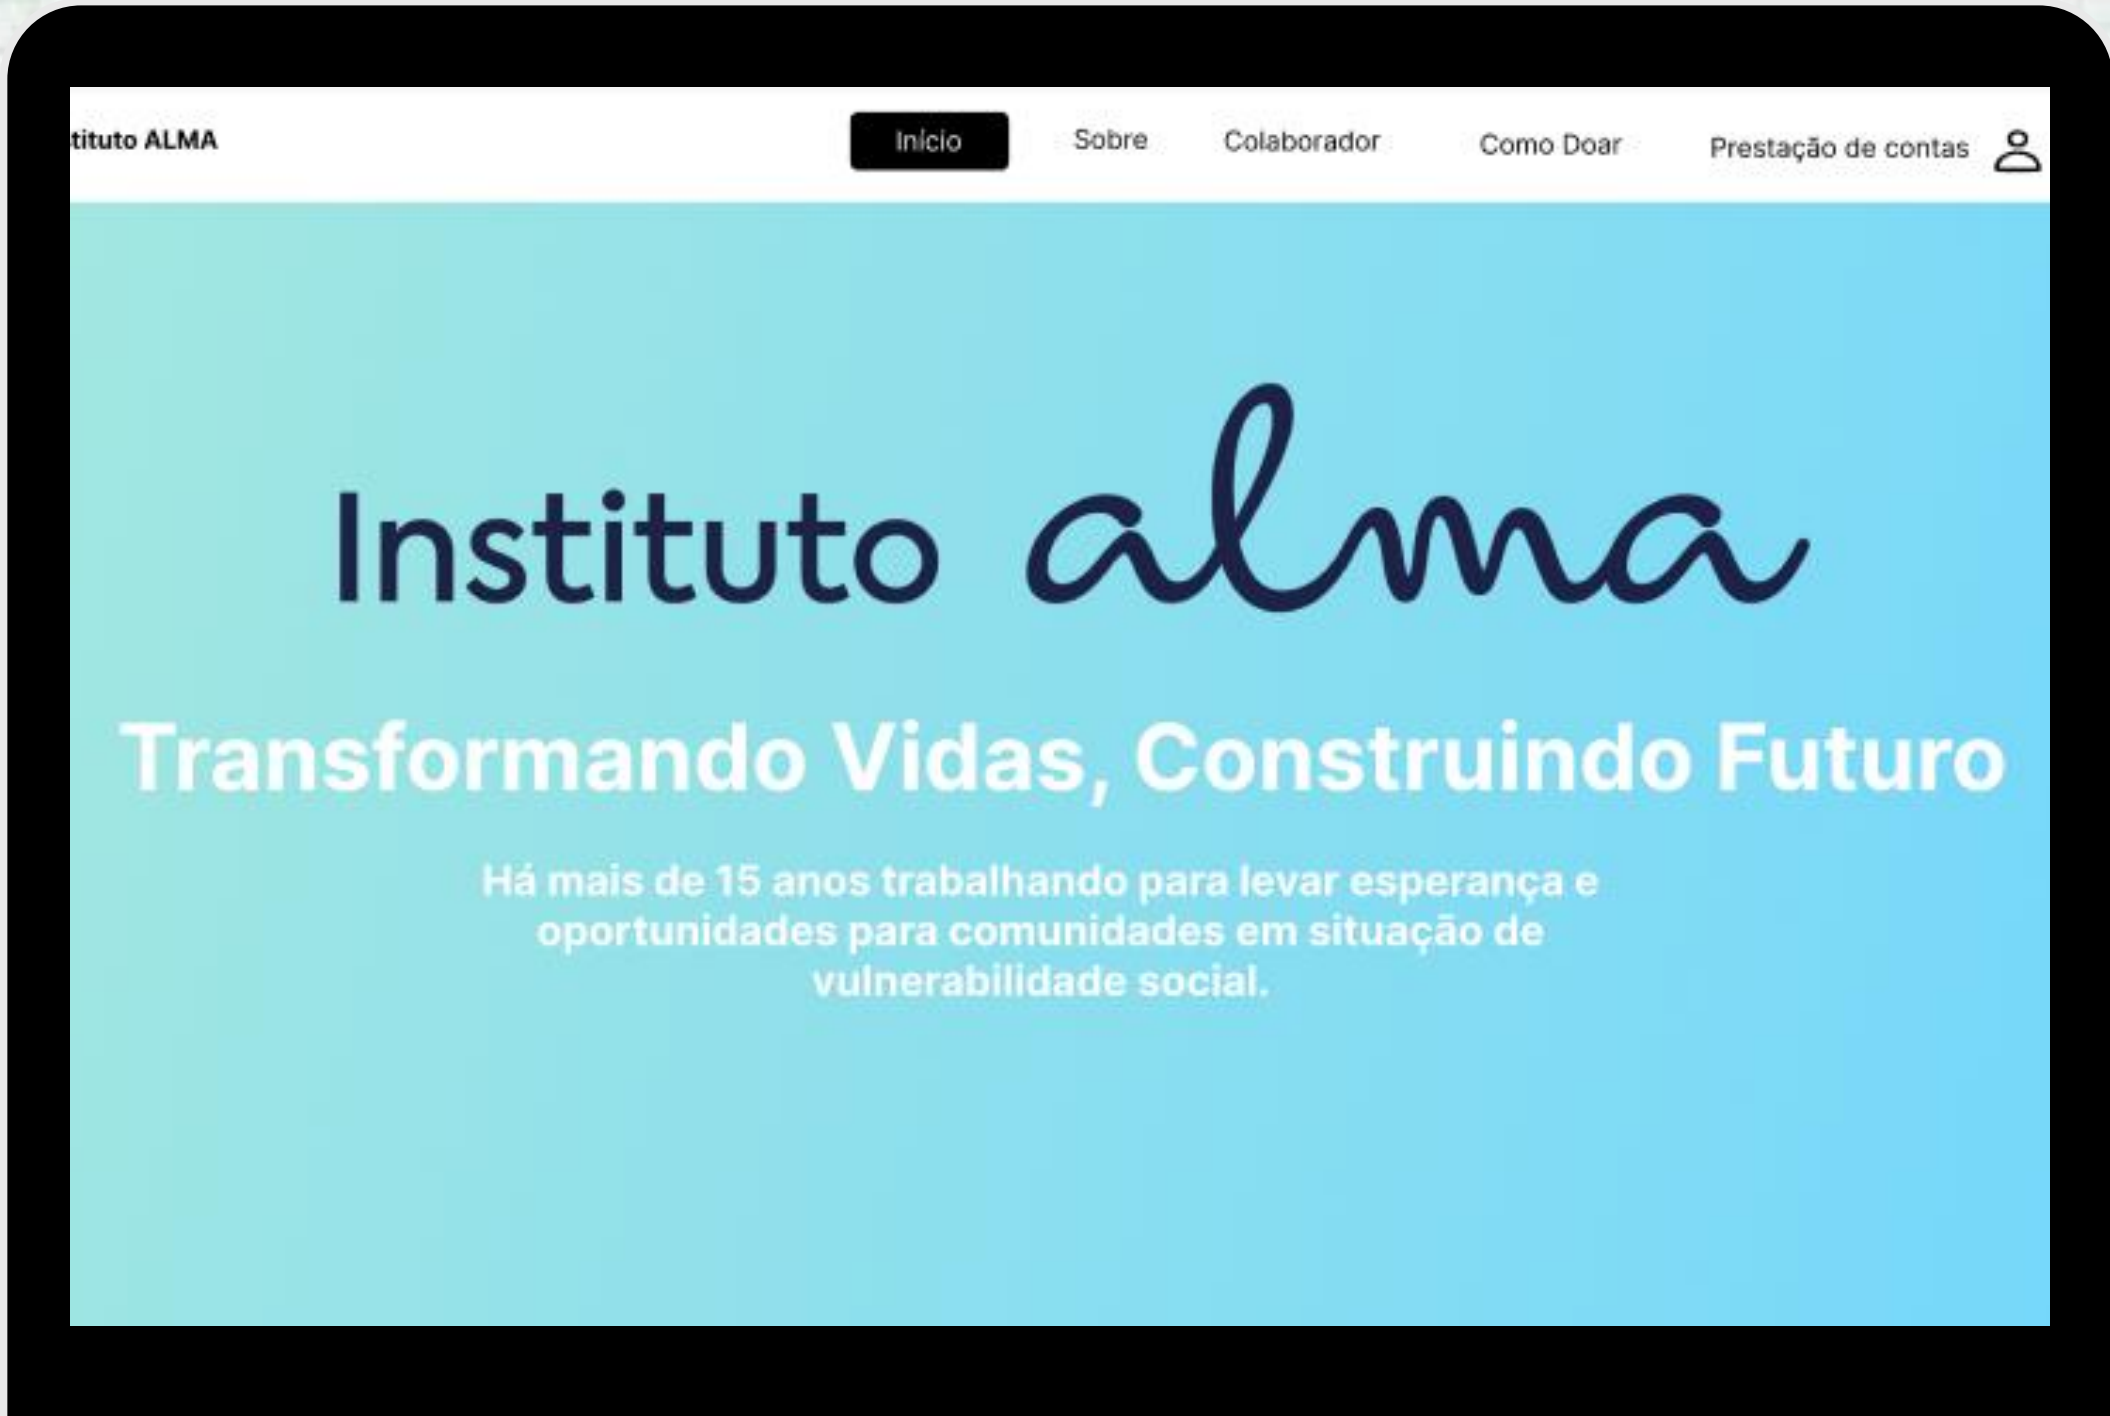 tituto ALMA
Início
Sobre
Colaborador
Como Doar
Prestação de contas
Instituto alma
Transformando Vidas, Construindo Futuro
Há mais de 15 anos trabalhando para levar esperança e
oportunidades para comunidades em situação de
vulnerabilidade social.